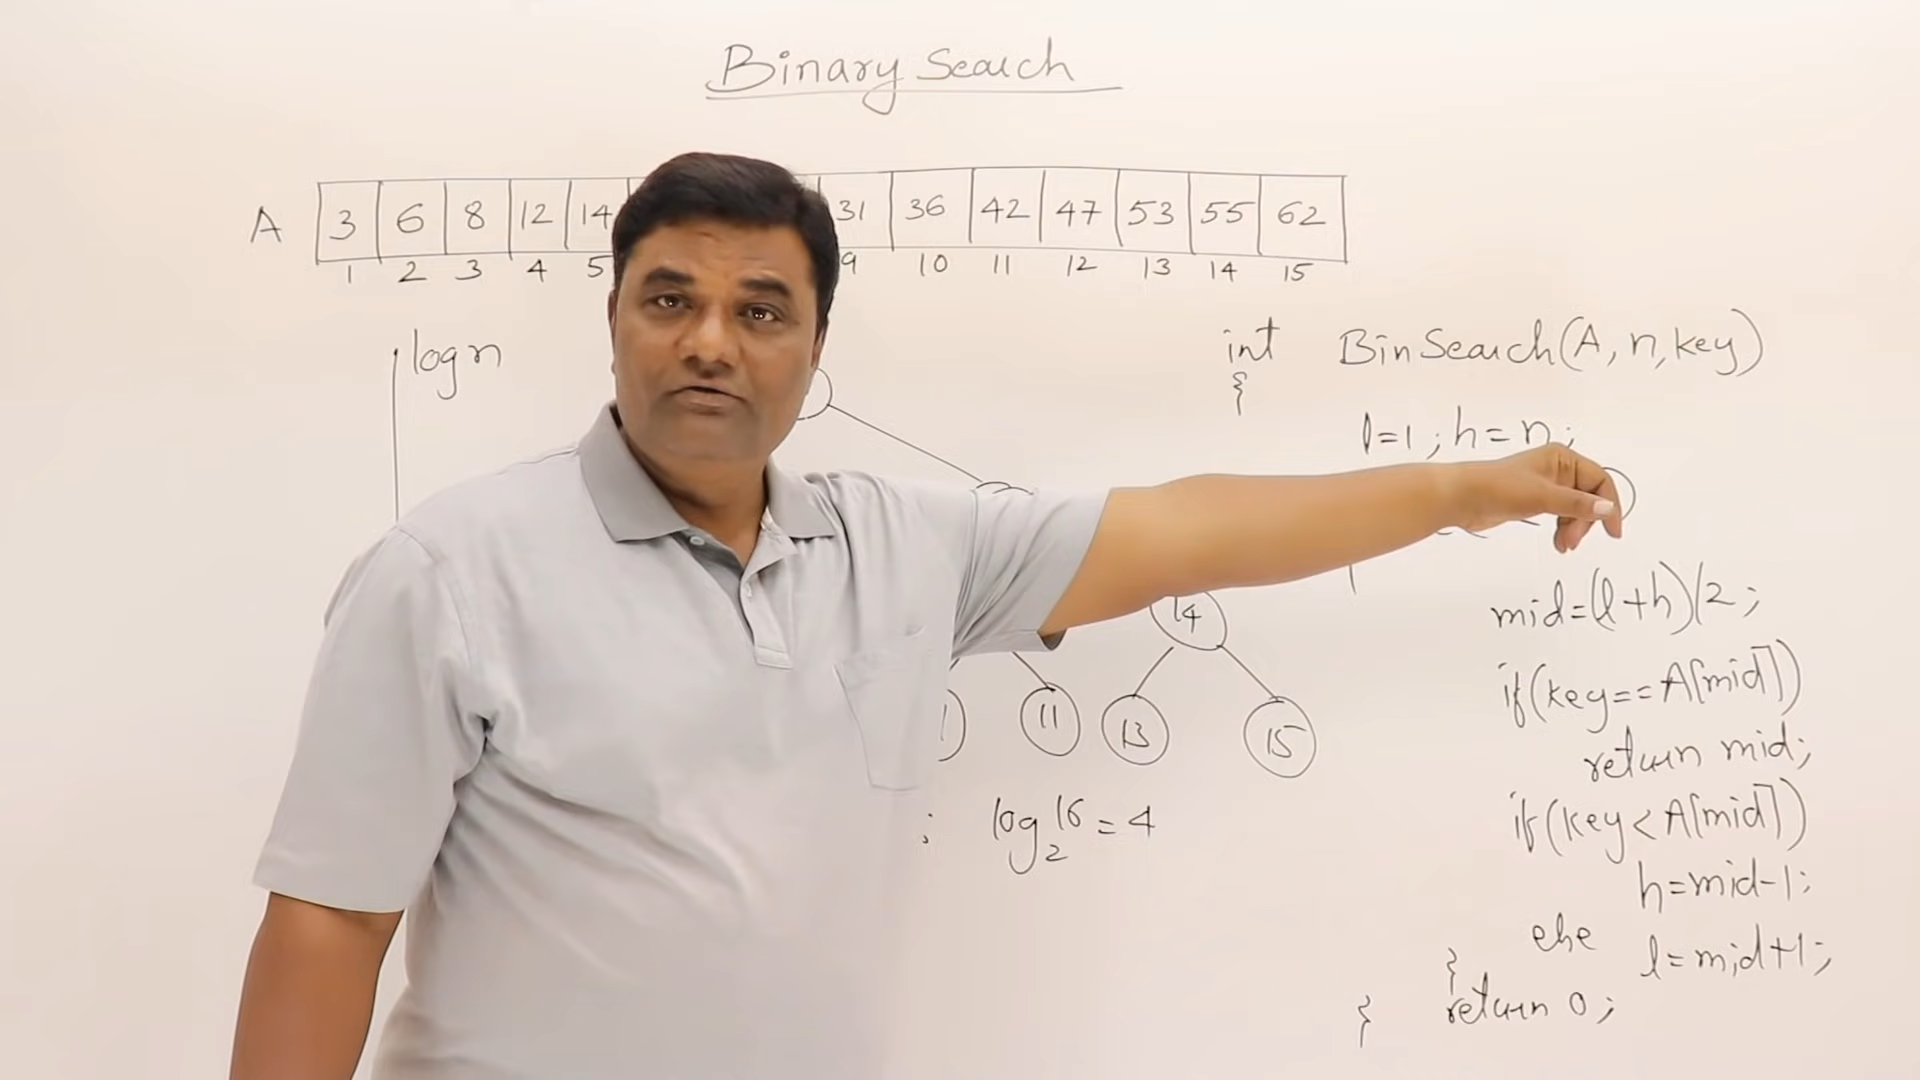 Binary Search
A 3 6 8 12 14 31 36 42 47 53 55 62
1 2 3 4 5 9 10 11 12 13 14 15
log n
int BinSearch(A, n, key)
{
l=1; h=n;
mid=(l+h)/2;
if(key==A[mid])
return mid;
if(key<A[mid])
h=mid-1;
else l=mid+1;
}
return 0;
}
14
11 13 15
; log₂16=4